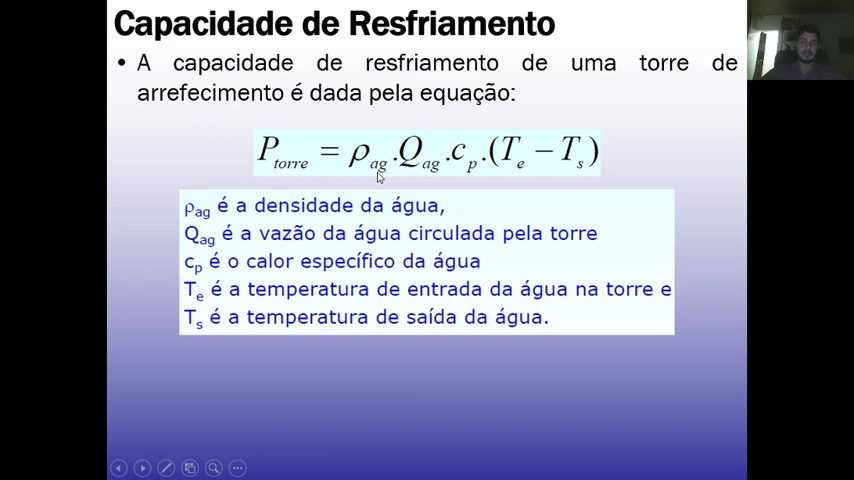 Capacidade de Resfriamento
• A capacidade de resfriamento de uma torre de
arrefecimento é dada pela equação:
P_torre = ρ_ag.Q_ag.c_p.(T_e − T_s)
ρ_ag é a densidade da água,
Q_ag é a vazão da água circulada pela torre
c_p é o calor específico da água
T_e é a temperatura de entrada da água na torre e
T_s é a temperatura de saída da água.